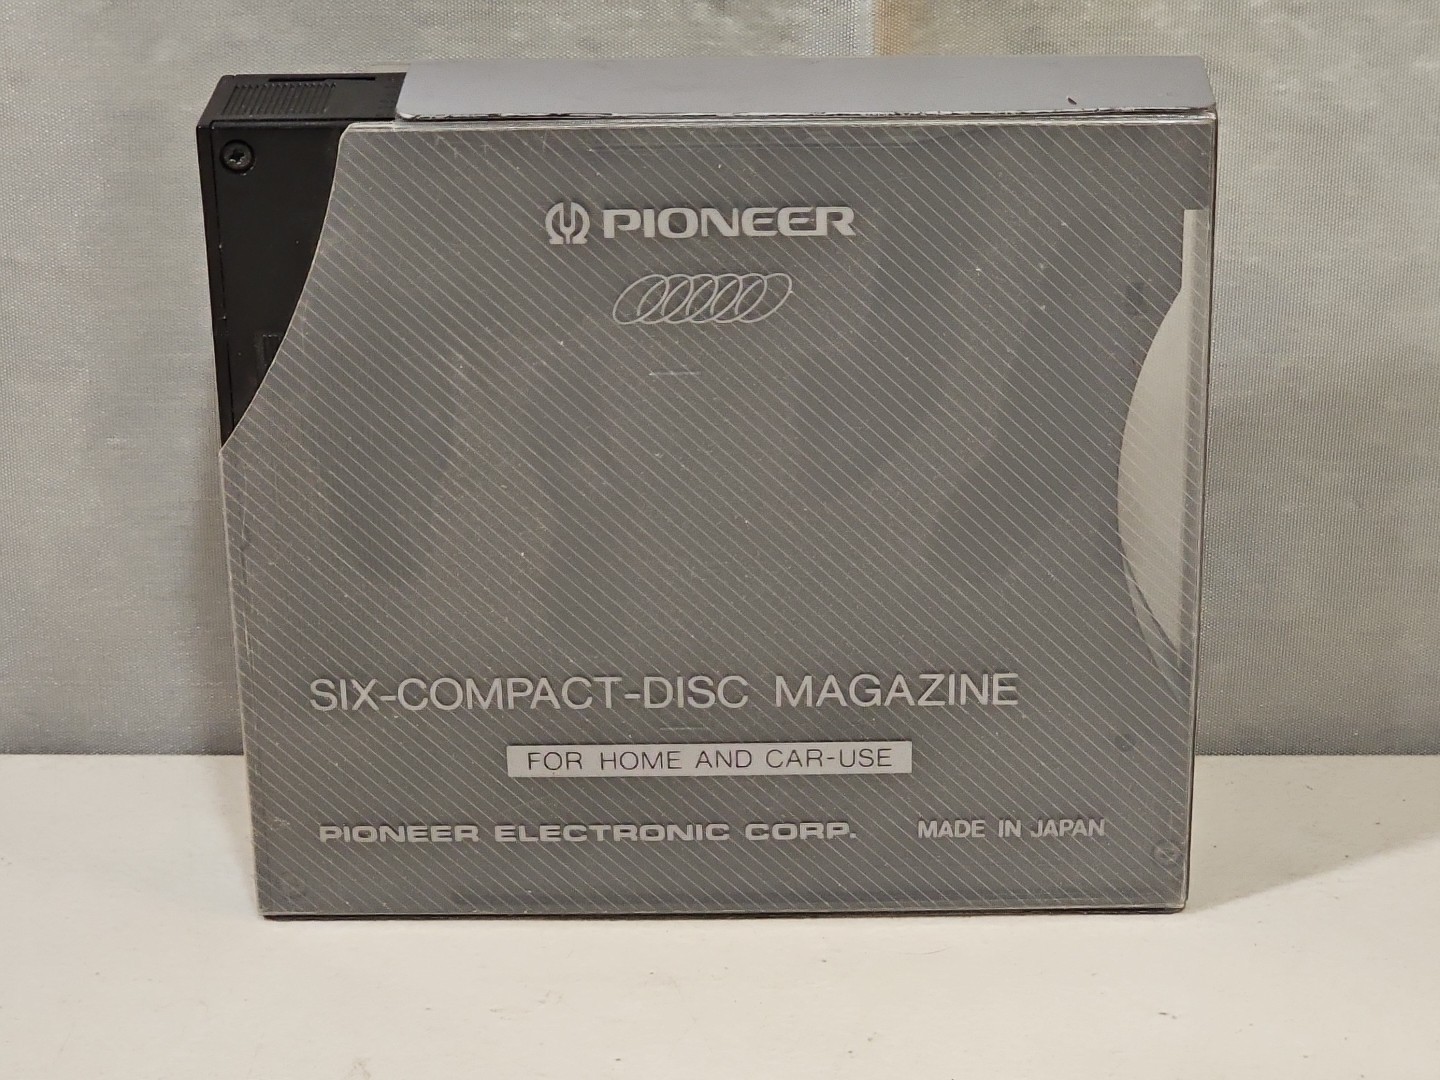 PIONEER
SIX-COMPACT-DISC MAGAZINE
FOR HOME AND CAR-USE
PIONEER ELECTRONIC CORP. MADE IN JAPAN